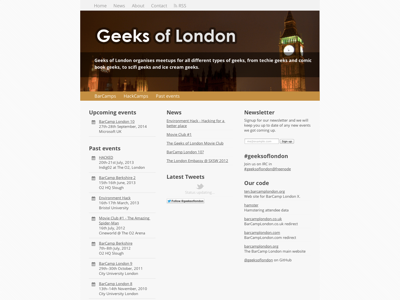 Home News About Contact RSS
Geeks of London
Geeks of London organises meetups for all different types of geeks, from techie geeks and comic
book geeks, to scifi geeks and ice cream geeks.
BarCamps HackCamps Past events
Upcoming events
BarCamp London 10
27th-28th September, 2014
Microsoft UK
Past events
HACKED
20th-21st July, 2013
IndigO2 at The O2, London
BarCamp Berkshire 2
15th-16th June, 2013
O2 HQ Slough
Environment Hack
16th-17th March, 2013
Bristol University
Movie Club #1 - The Amazing
Spider-Man
14th July, 2012
Cineworld @ The O2 Arena
BarCamp Berkshire
7th-8th July, 2012
O2 HQ Slough
BarCamp London 9
29th-30th October, 2011
City University London
BarCamp London 8
13th-14th November, 2010
City University London
News
Environment Hack - Hacking for
a better place
Movie Club #1
The Geeks of London Movie Club
BarCamp London 10?
The London Embassy @ SXSW 2012
Latest Tweets
Follow @geeksoflondon
Newsletter
Signup for our newsletter and we will
keep you up to date of any new events
we got coming up.
Sign up
#geeksoflondon
Join us on IRC in
#geeksoflondon@freenode
Our code
iwn.barcamplondon.org
Web site for BarCamp London X.
hamster
Hamstering attendee data
barcamplondon.co.uk
BarCampLondon.co.uk redirect
barcamplondon.com
BarCampLondon.com redirect
barcamplondon.org
The BarCamp London main website
@geeksoflondon on GitHub